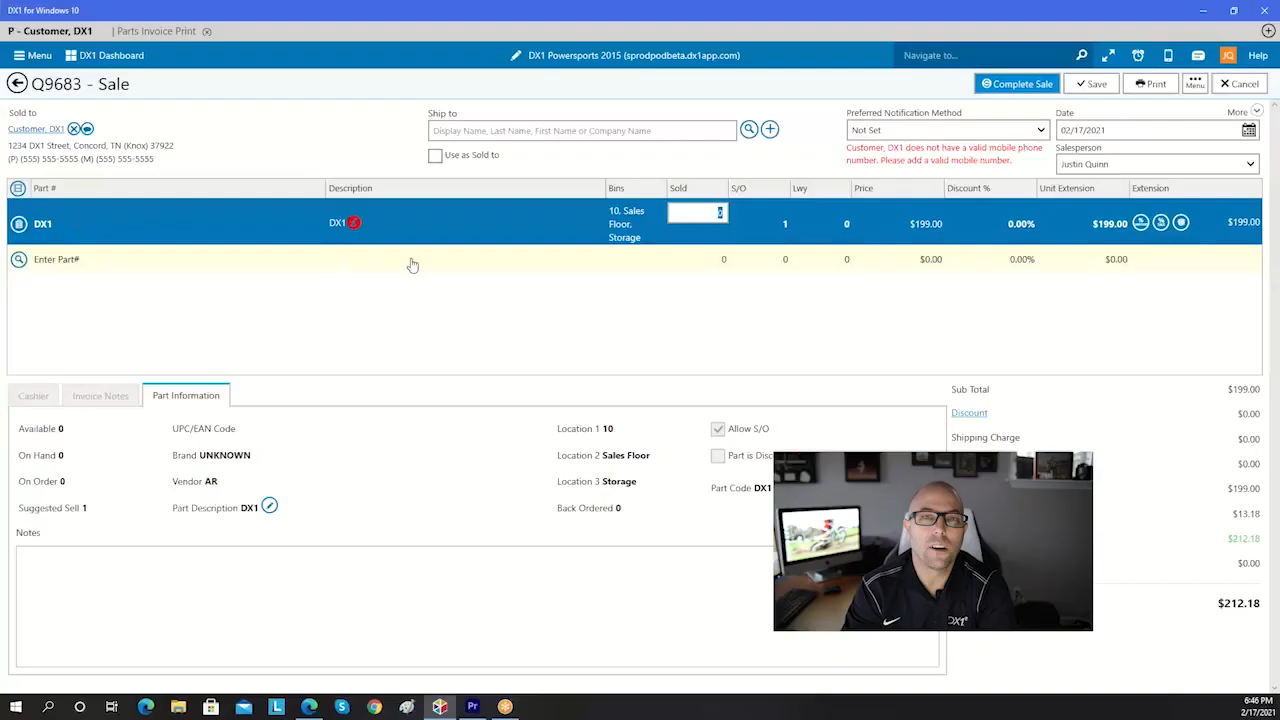 DX1 for Windows 10
P - Customer, DX1
Parts Invoice Print
Menu
DX1 Dashboard
DX1 Powersports 2015 (sprodpodbeta.dx1app.com)
Navigate to...
JQ
Help
Q9683 - Sale
Complete Sale
Save
Print
Menu
Cancel
Sold to
Customer, DX1
1234 DX1 Street, Concord, TN (Knox) 37922
(P) (555) 555-5555 (M) (555) 555-5555
Ship to
Display Name, Last Name, First Name or Company Name
Use as Sold to
Preferred Notification Method
Not Set
Customer, DX1 does not have a valid mobile phone
number. Please add a valid mobile number.
Date
More
02/17/2021
Salesperson
Justin Quinn
Part # Description Bins Sold S/O Lwy Price Discount % Unit Extension Extension
DX1 DX1 10, Sales Floor, Storage 0 1 0 $199.00 0.00% $199.00 $199.00
Enter Part# 0 0 0 $0.00 0.00% $0.00
Cashier
Invoice Notes
Part Information
Available 0 UPC/EAN Code Location 1 10 Allow S/O
On Hand 0 Brand UNKNOWN Location 2 Sales Floor Part is Disc
On Order 0 Vendor AR Location 3 Storage Part Code DX1
Suggested Sell 1 Part Description DX1 Back Ordered 0
Notes
Sub Total $199.00
Discount $0.00
Shipping Charge $0.00
$0.00
$199.00
$13.18
$212.18
$0.00
$212.18
DX1
L
S
Pr
6:46 PM
2/17/2021